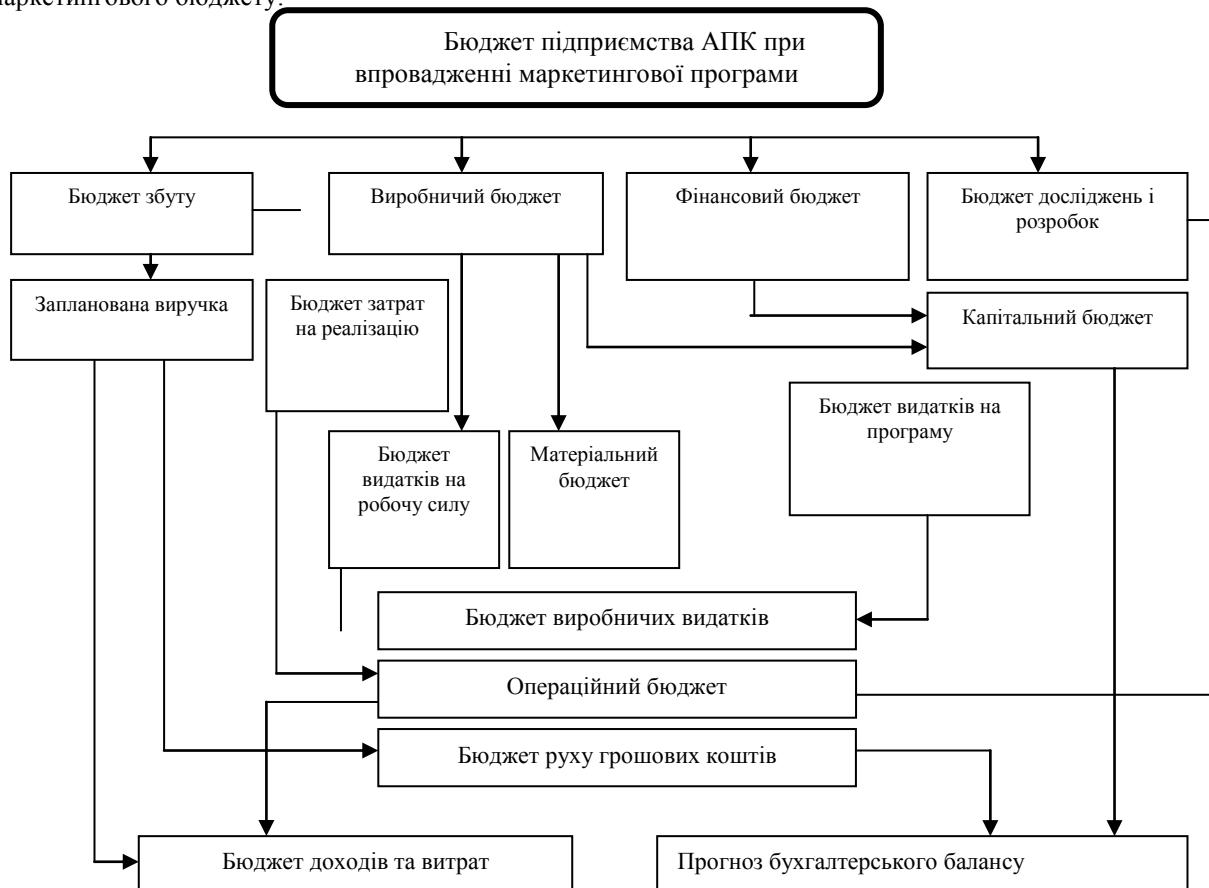 маркетингового бюджету.
Бюджет підприємства АПК при
впровадженні маркетингової програми
Бюджет збуту
Виробничий бюджет
Фінансовий бюджет
Бюджет досліджень і
розробок
Запланована виручка
Бюджет затрат
на реалізацію
Капітальний бюджет
Бюджет видатків на
програму
Бюджет
видатків на
робочу силу
Матеріальний
бюджет
Бюджет виробничих видатків
Операційний бюджет
Бюджет руху грошових коштів
Бюджет доходів та витрат
Прогноз бухгалтерського балансу